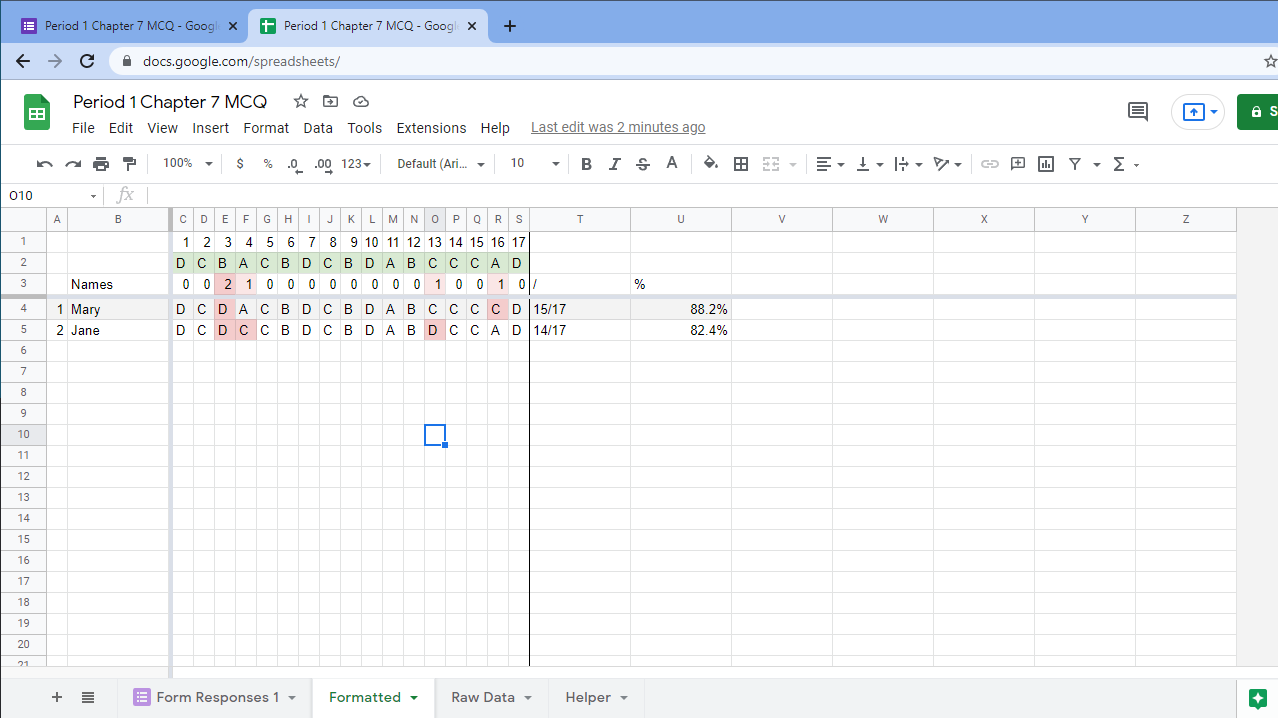 Period 1 Chapter 7 MCQ - Googl
Period 1 Chapter 7 MCQ - Googl
docs.google.com/spreadsheets/
Period 1 Chapter 7 MCQ
File Edit View Insert Format Data Tools Extensions Help Last edit was 2 minutes ago
S
100% $ % .0 .00 123 Default (Ari... 10 B I S A Σ
O10 fx
A B C D E F G H I J K L M N O P Q R S T U V W X Y Z
1 1 2 3 4 5 6 7 8 9 10 11 12 13 14 15 16 17
2 D C B A C B D C B D A B C C C A D
3 Names 0 0 2 1 0 0 0 0 0 0 0 0 1 0 0 1 0 / %
4 1 Mary D C D A C B D C B D A B C C C C D 15/17 88.2%
5 2 Jane D C D C C B D C B D A B D C C A D 14/17 82.4%
6
7
8
9
10
11
12
13
14
15
16
17
18
19
20
21
Form Responses 1 Formatted Raw Data Helper